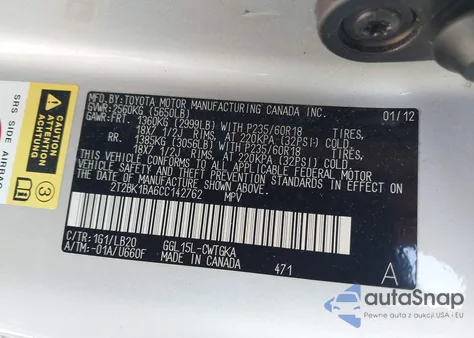 MFD.BY: TOYOTA MOTOR MANUFACTURING CANADA INC. 01/12
GVWR: 2560KG (5650LB)
GAWR: FRT. 1360KG (2999LB) WITH P235/60R18 TIRES,
18X7 1/2J RIMS, AT 220KPA (32PSI) COLD
RR. 1385KG (3056LB) WITH P235/60R18 TIRES,
18X7 1/2J RIMS, AT 220KPA (32PSI) COLD
THIS VEHICLE CONFORMS TO ALL APPLICABLE FEDERAL MOTOR
VEHICLE SAFETY AND THEFT PREVENTION STANDARDS IN
EFFECT ON THE DATE OF MANUFACTURE SHOWN ABOVE.
2T2BK1BA6CC142762 MPV
C/TR: 1G1/LB20 GGL15L-CWTGKA
A/TM: -01A/U660F MADE IN CANADA 471 A
CAUTION
ATTENTION
ACHTUNG
SRS SIDE AIRBAG
autoSnap
Pewne auta z aukcji USA i EU